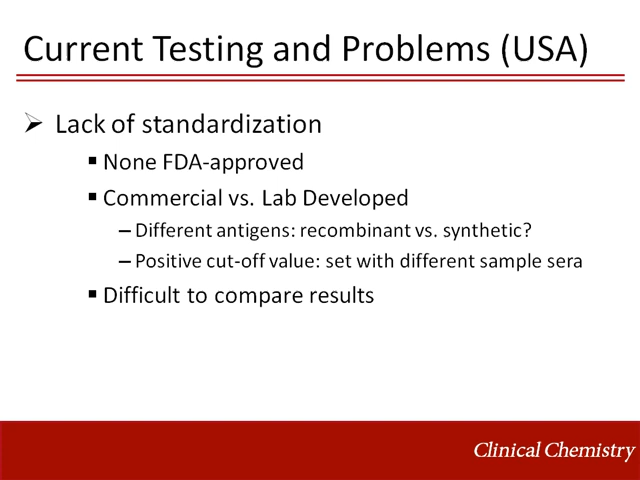 Current Testing and Problems (USA)
➢ Lack of standardization
▪ None FDA-approved
▪ Commercial vs. Lab Developed
– Different antigens: recombinant vs. synthetic?
– Positive cut-off value: set with different sample sera
▪ Difficult to compare results
Clinical Chemistry